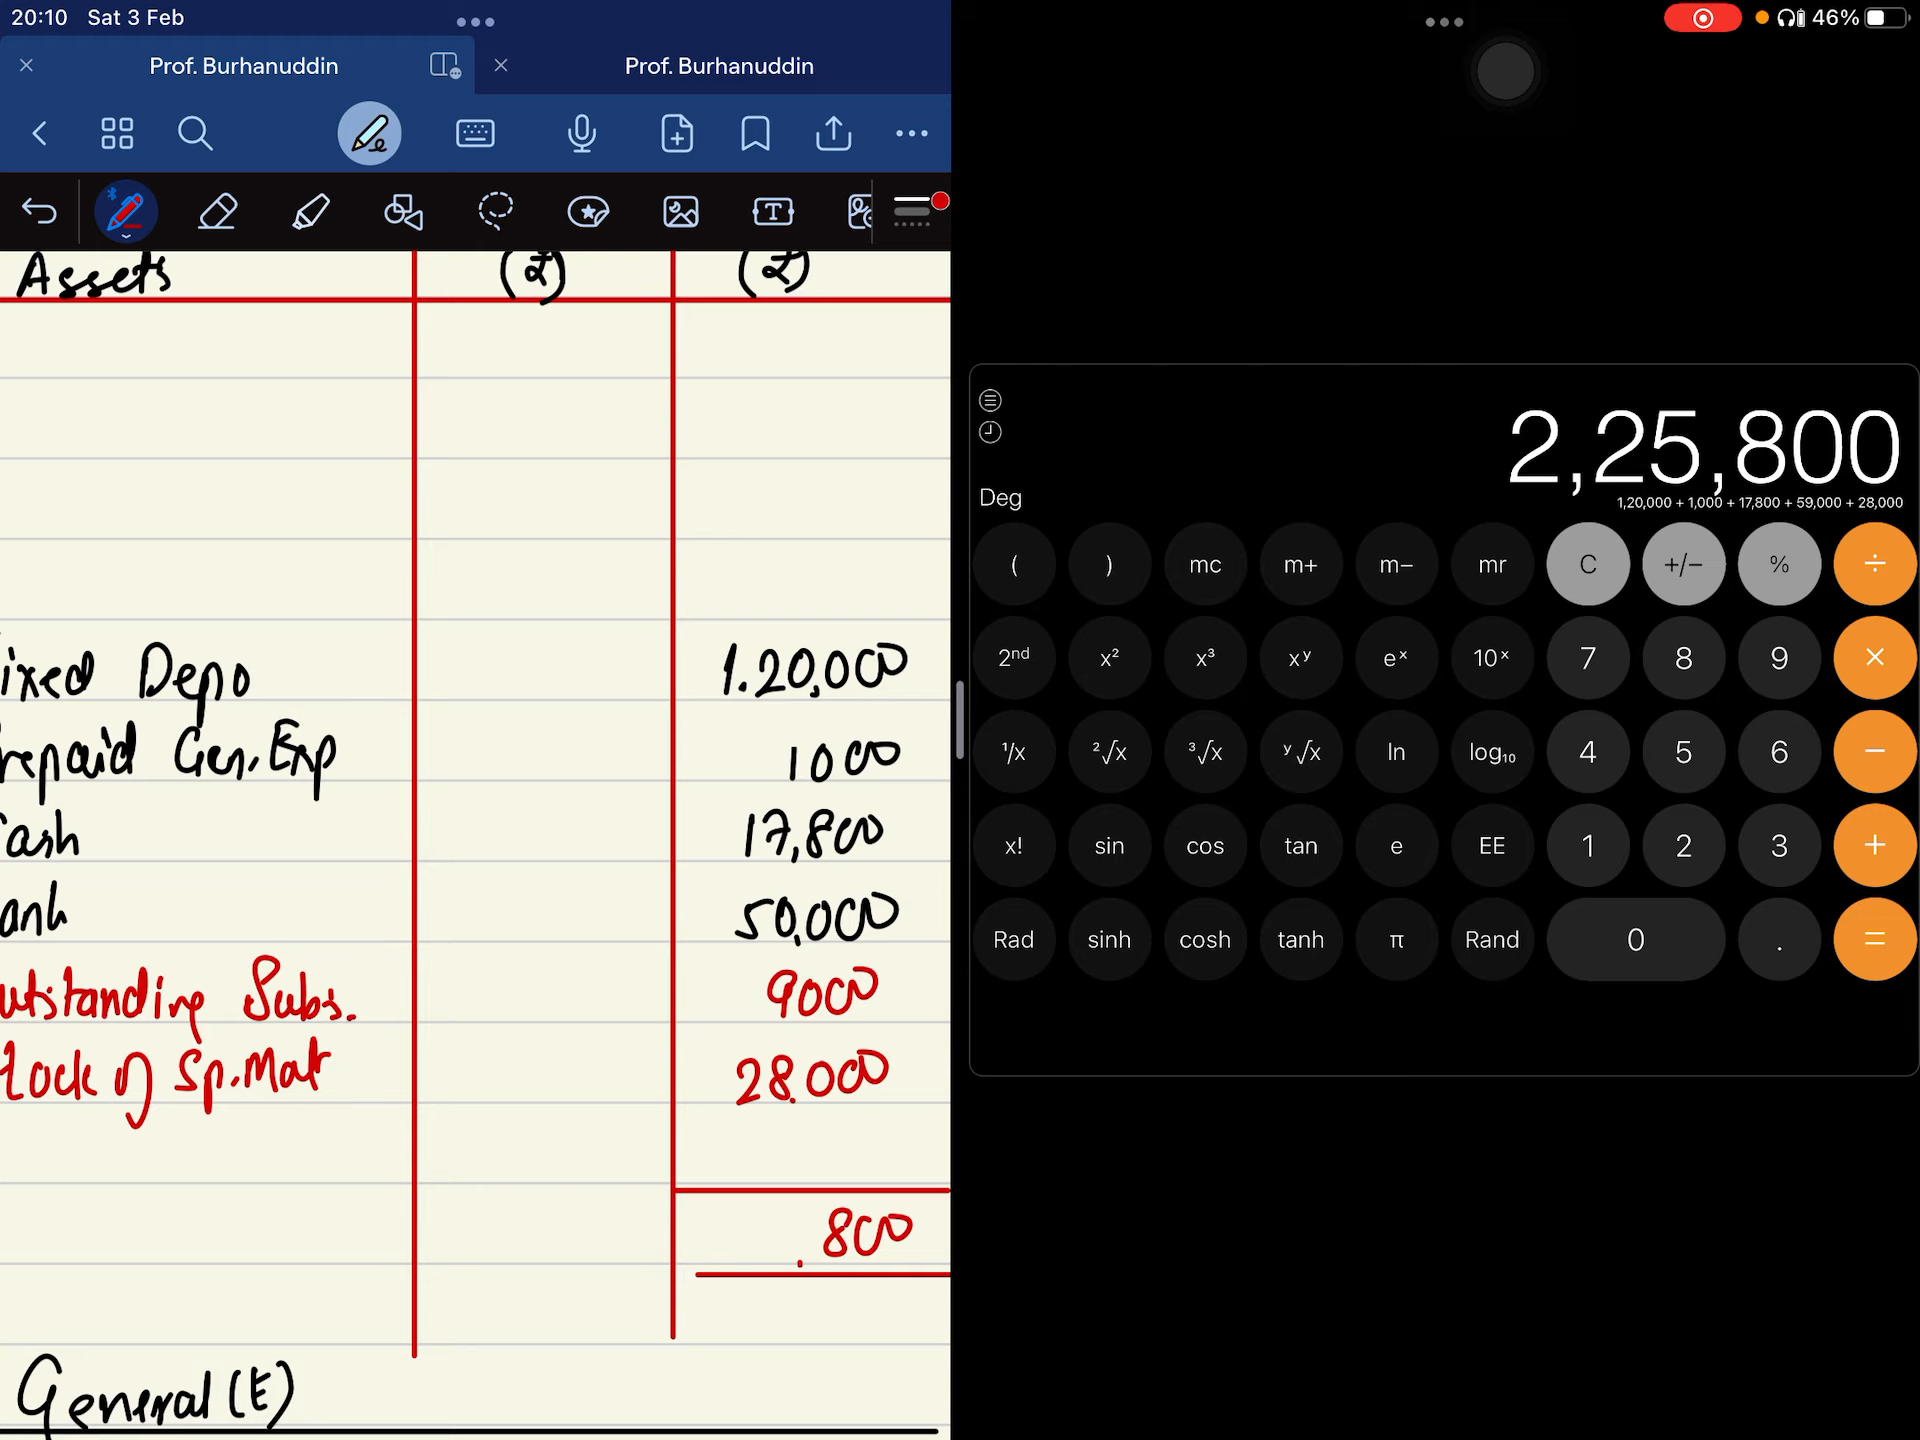 20:10 Sat 3 Feb
46%
Prof. Burhanuddin
Prof. Burhanuddin
T
Assets (₹) (₹)
ixed Depo 1.20,000
repaid Gen. Exp 1000
ash 17,800
ank 50,000
utstanding Subs. 9000
tock of Sp. Mat 28.000
.800
General (E)
2,25,800
1,20,000 + 1,000 + 17,800 + 59,000 + 28,000
Deg
( ) mc m+ m− mr C +/− % ÷
2nd x² x³ xʸ eˣ 10ˣ 7 8 9 ×
¹/x ²√x ³√x ʸ√x ln log₁₀ 4 5 6 −
x! sin cos tan e EE 1 2 3 +
Rad sinh cosh tanh π Rand 0 . =